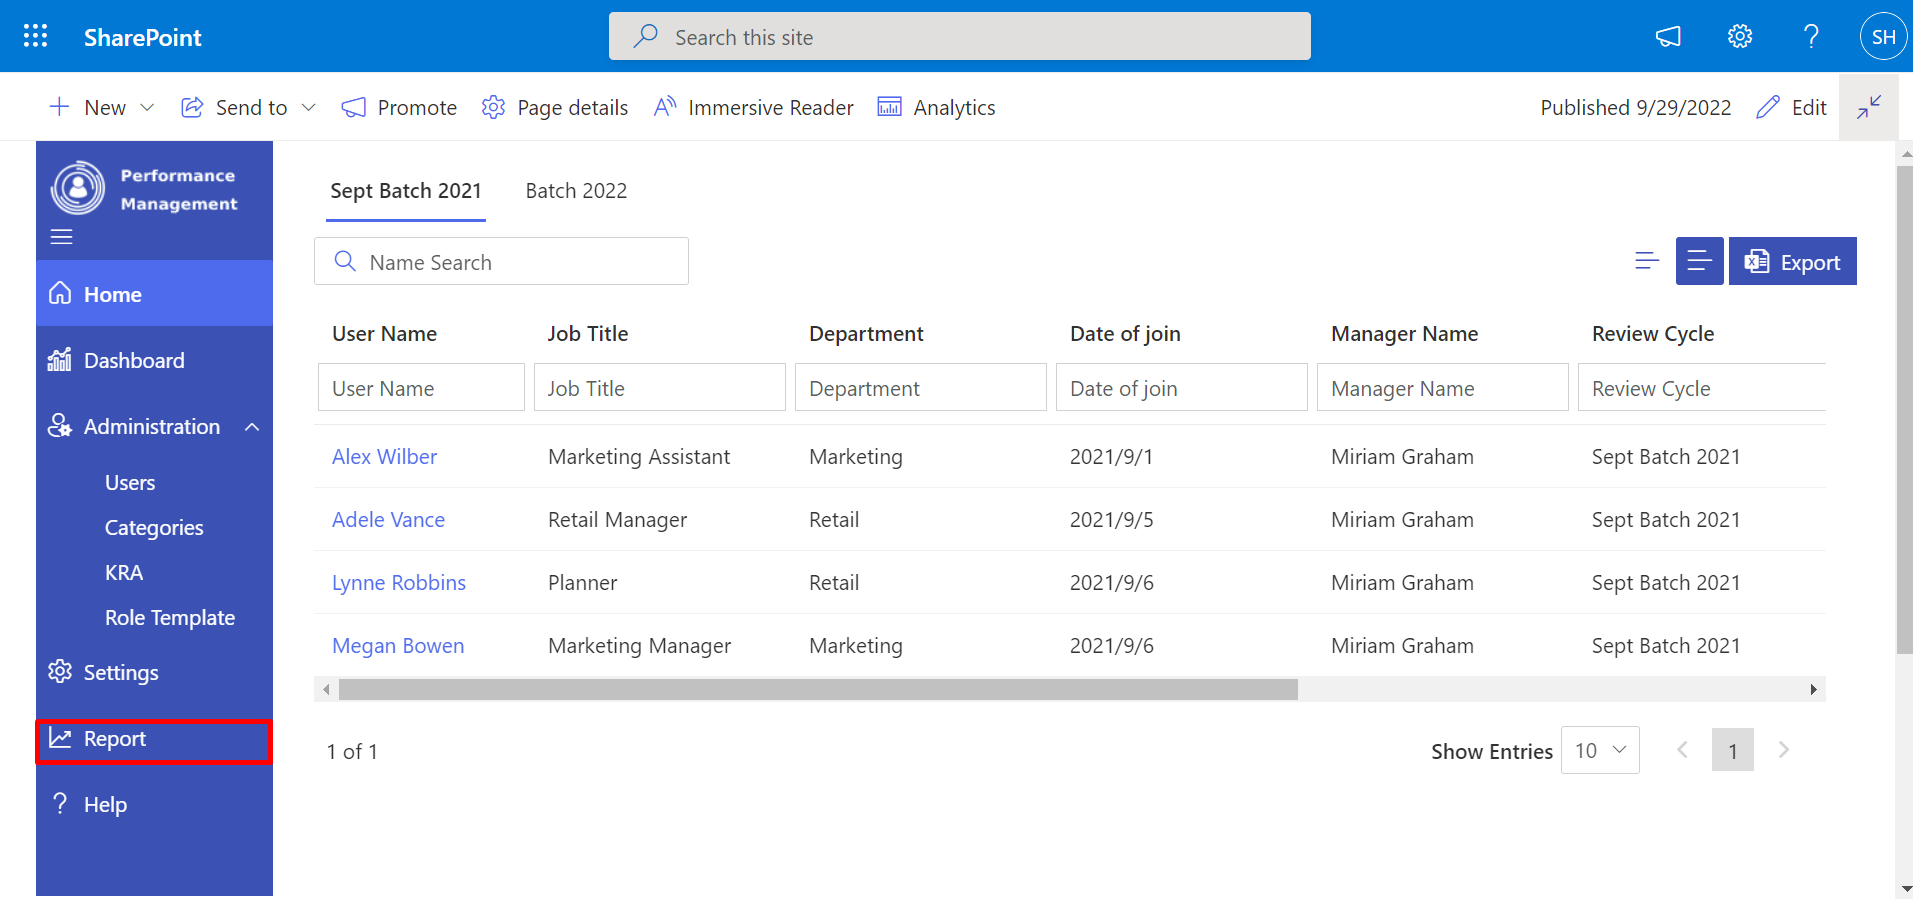 SharePoint
Search this site
SH
New
Send to
Promote
Page details
Immersive Reader
Analytics
Published 9/29/2022
Edit
Performance
Management
Home
Dashboard
Administration
Users
Categories
KRA
Role Template
Settings
Report
Help
Sept Batch 2021
Batch 2022
Name Search
Export
User Name Job Title Department Date of join Manager Name Review Cycle
User Name Job Title Department Date of join Manager Name Review Cycle
Alex Wilber Marketing Assistant Marketing 2021/9/1 Miriam Graham Sept Batch 2021
Adele Vance Retail Manager Retail 2021/9/5 Miriam Graham Sept Batch 2021
Lynne Robbins Planner Retail 2021/9/6 Miriam Graham Sept Batch 2021
Megan Bowen Marketing Manager Marketing 2021/9/6 Miriam Graham Sept Batch 2021
1 of 1
Show Entries 10 1